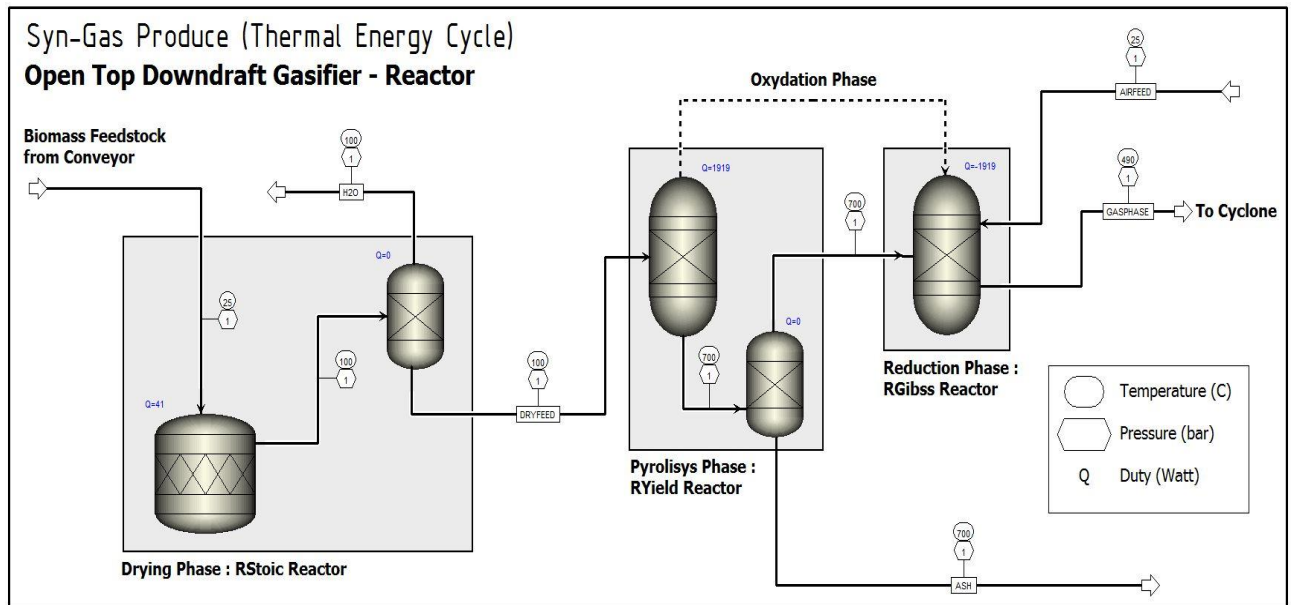 Syn-Gas Produce (Thermal Energy Cycle)
Open Top Downdraft Gasifier - Reactor
Biomass Feedstock
from Conveyor
100
1
H2O
Q=0
25
1
100
1
Q=41
Drying Phase : RStoic Reactor
100
1
DRYFEED
Oxydation Phase
Q=1919
700
1
Q=0
Pyrolisys Phase :
RYield Reactor
700
1
Q=-1919
Reduction Phase :
RGibss Reactor
25
1
AIRFEED
490
1
GASPHASE
To Cyclone
700
1
ASH
Temperature (C)
Pressure (bar)
Q Duty (Watt)